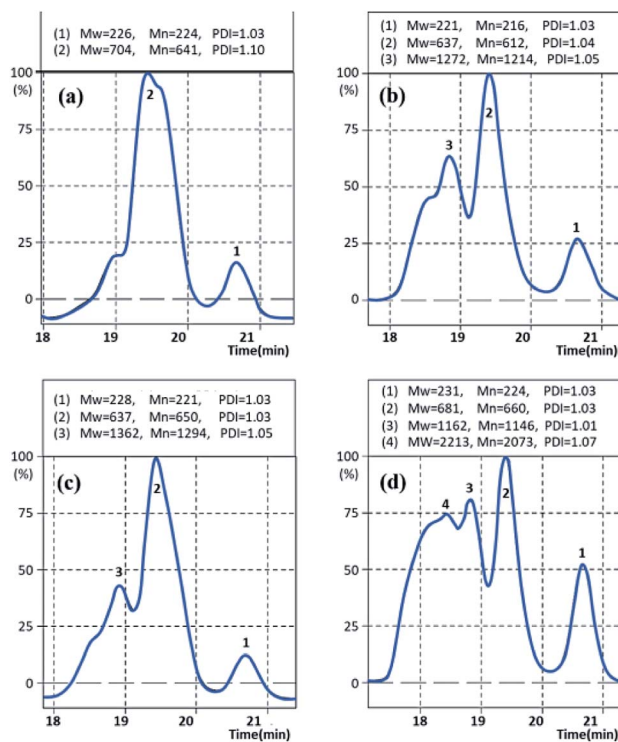 (1) Mw=226, Mn=224, PDI=1.03
(2) Mw=704, Mn=641, PDI=1.10
100
(%)
75
50
25
0
(a)
2
1
18 19 20 21
Time(min)
(1) Mw=221, Mn=216, PDI=1.03
(2) Mw=637, Mn=612, PDI=1.04
(3) Mw=1272, Mn=1214, PDI=1.05
100
(%)
75
50
25
0
(b)
3
2
1
18 19 20 21
Time(min)
(1) Mw=228, Mn=221, PDI=1.03
(2) Mw=637, Mn=650, PDI=1.03
(3) Mw=1362, Mn=1294, PDI=1.05
100
(%)
75
50
25
0
(c)
3
2
1
18 19 20 21
Time(min)
(1) Mw=231, Mn=224, PDI=1.03
(2) Mw=681, Mn=660, PDI=1.03
(3) Mw=1162, Mn=1146, PDI=1.01
(4) MW=2213, Mn=2073, PDI=1.07
100
(%)
75
50
25
0
(d)
4
3
2
1
18 19 20 21
Time(min)